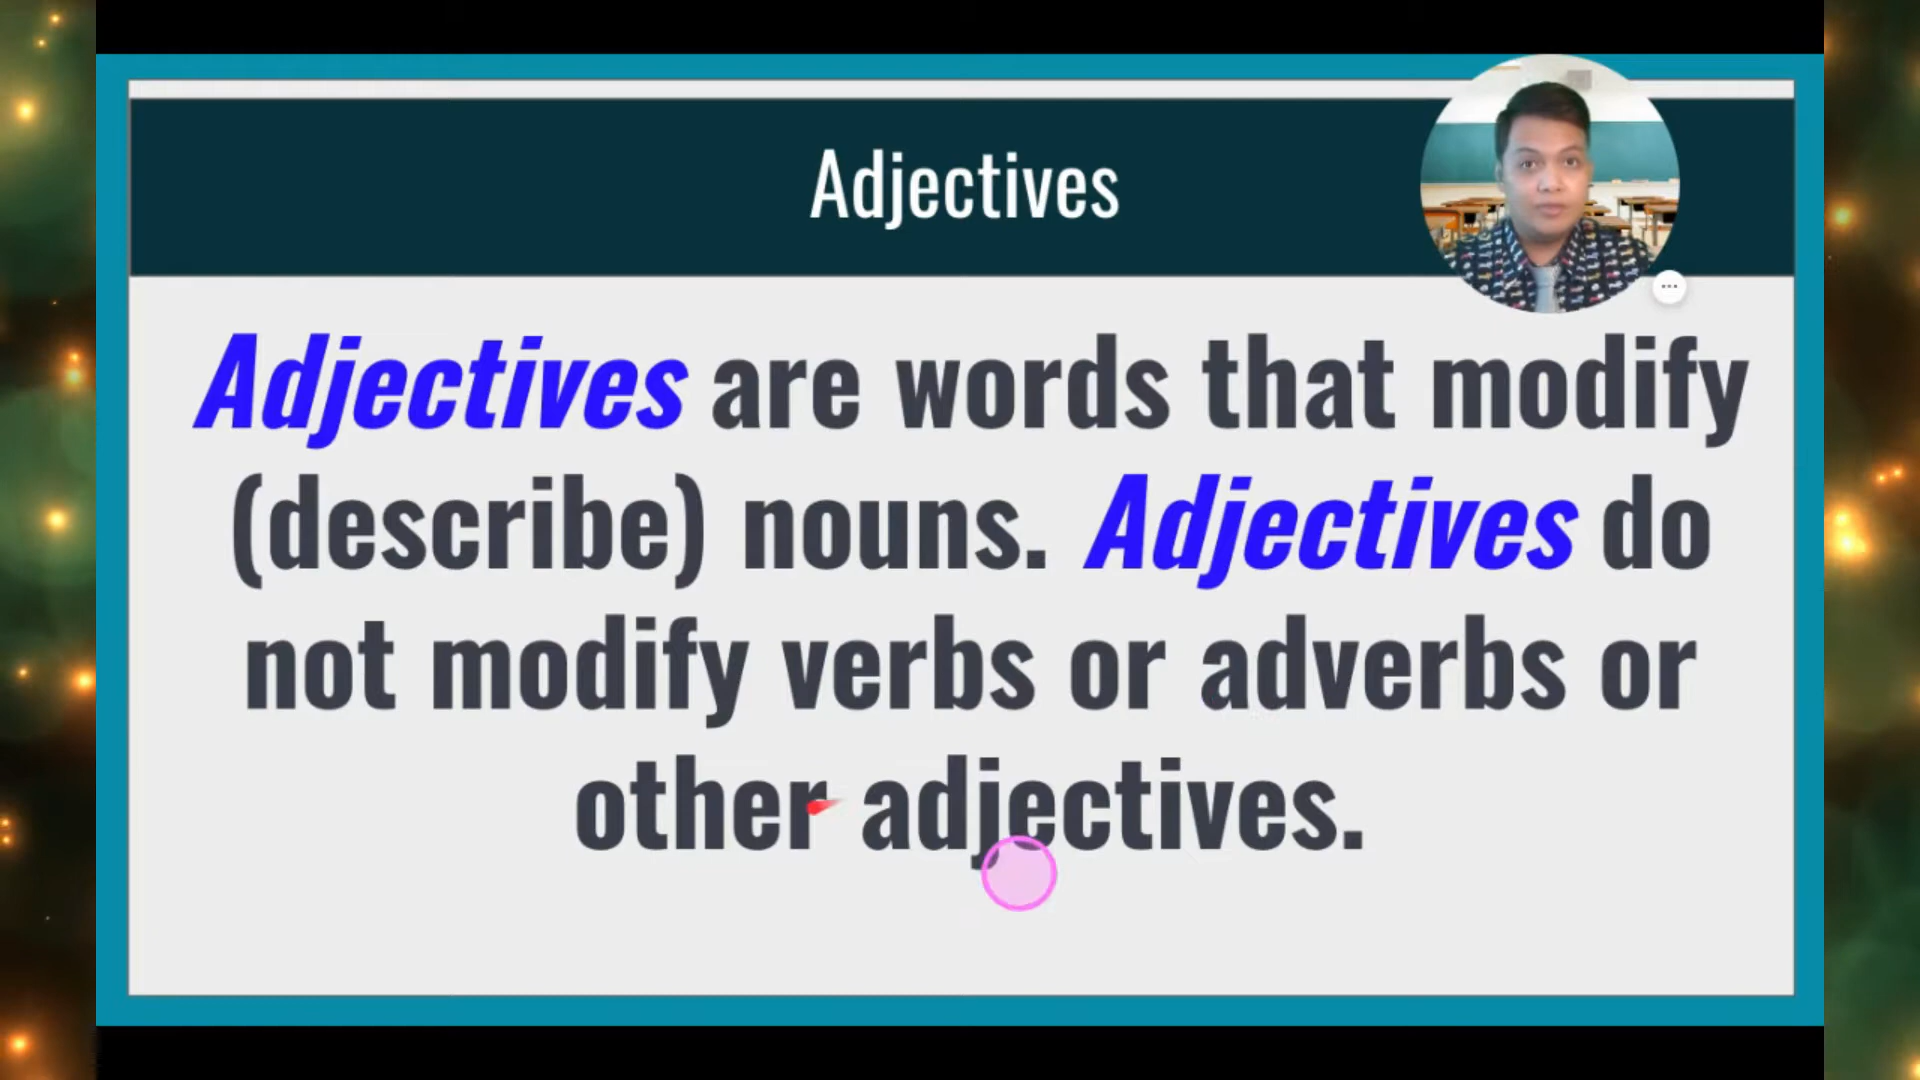 Adjectives
Adjectives are words that modify
(describe) nouns. Adjectives do
not modify verbs or adverbs or
other adjectives.